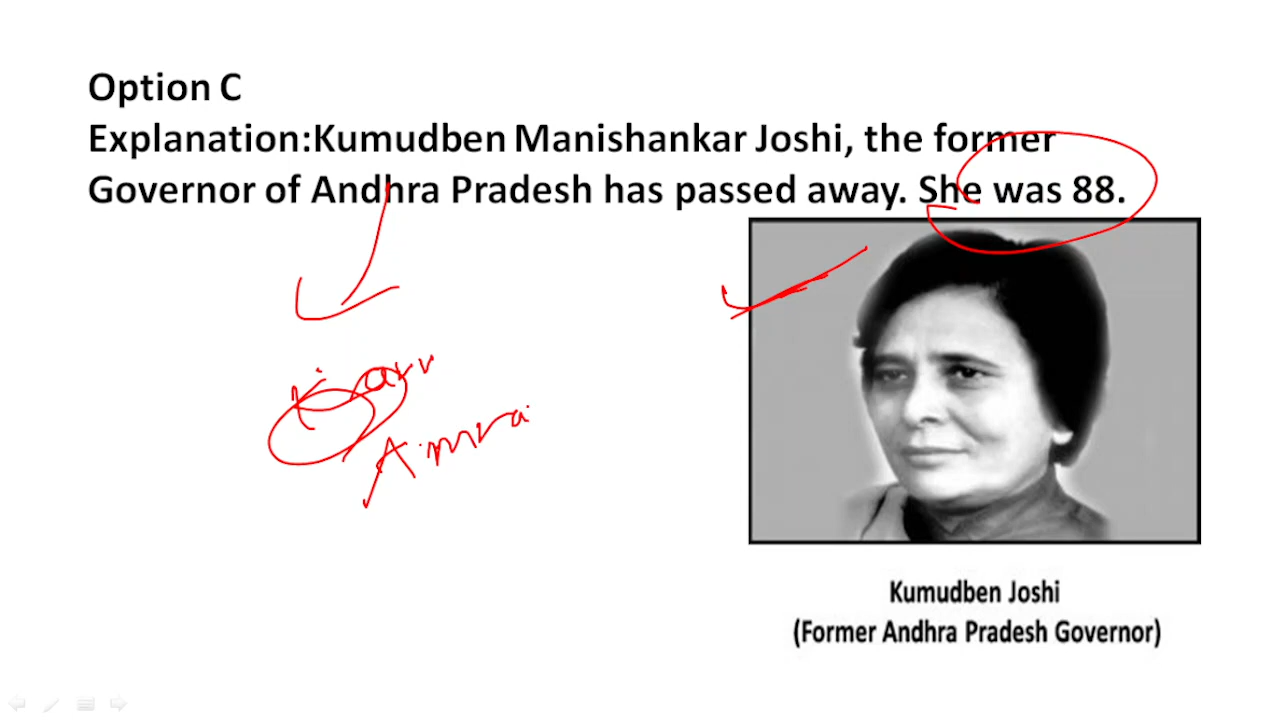 Option C
Explanation:Kumudben Manishankar Joshi, the former
Governor of Andhra Pradesh has passed away. She was 88.
Kumudben Joshi
(Former Andhra Pradesh Governor)